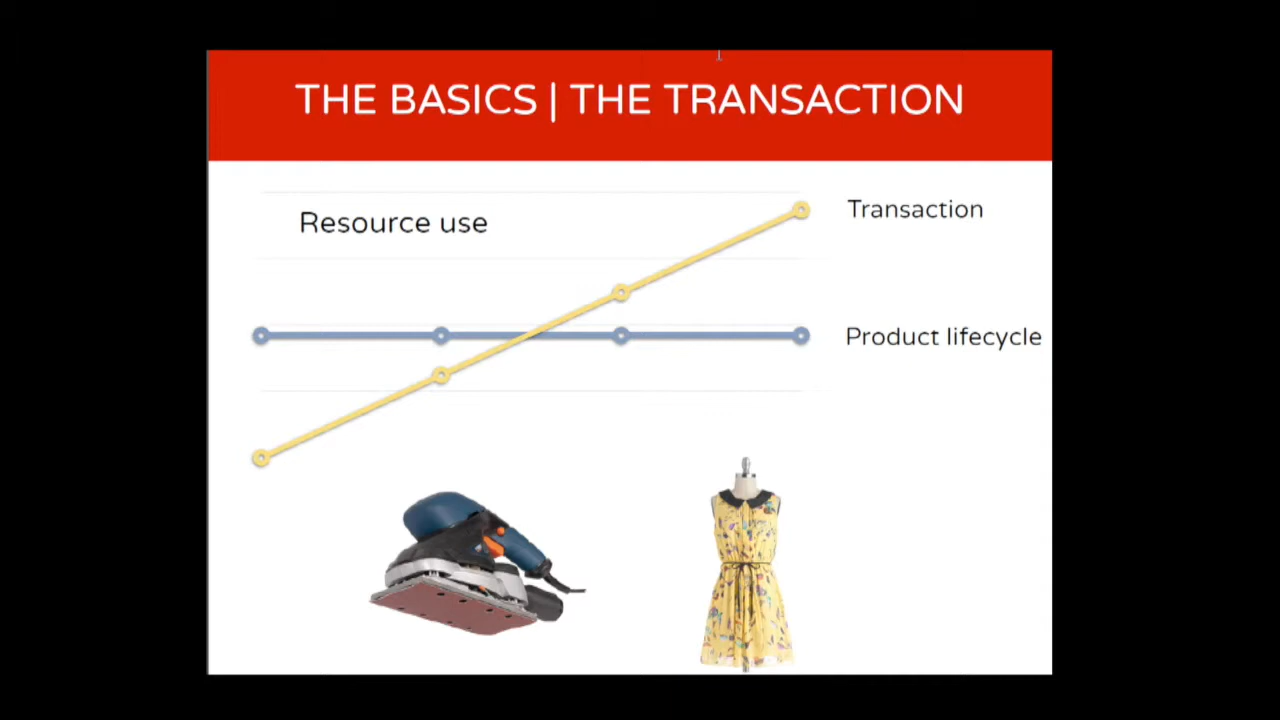 THE BASICS | THE TRANSACTION
Resource use
Transaction
Product lifecycle